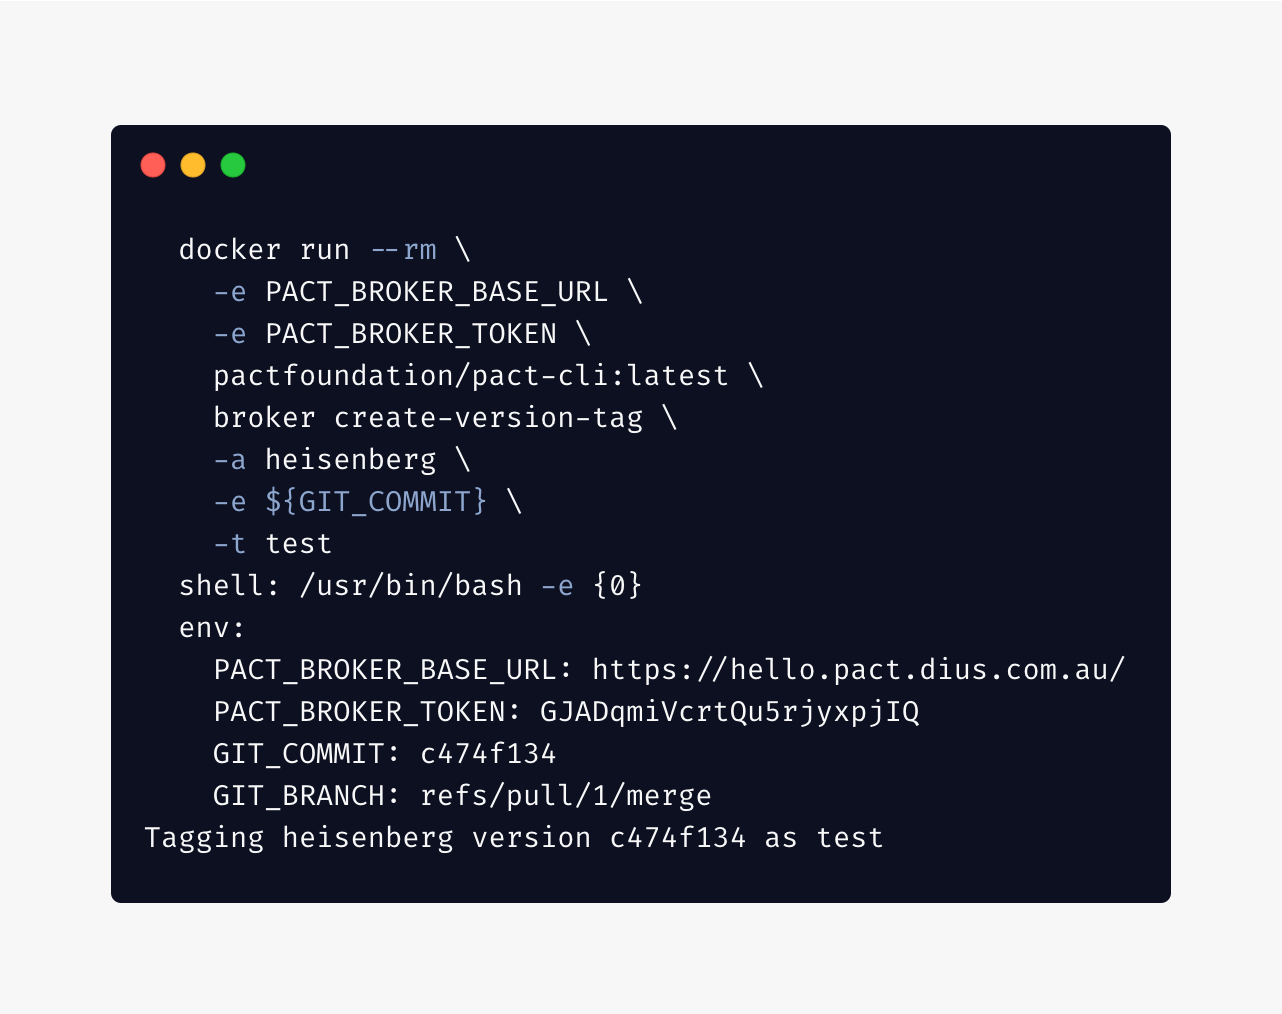 docker run --rm \
-e PACT_BROKER_BASE_URL \
-e PACT_BROKER_TOKEN \
pactfoundation/pact-cli:latest \
broker create-version-tag \
-a heisenberg \
-e ${GIT_COMMIT} \
-t test
shell: /usr/bin/bash -e {0}
env:
PACT_BROKER_BASE_URL: https://hello.pact.dius.com.au/
PACT_BROKER_TOKEN: GJADqmiVcrtQu5rjyxpjIQ
GIT_COMMIT: c474f134
GIT_BRANCH: refs/pull/1/merge
Tagging heisenberg version c474f134 as test